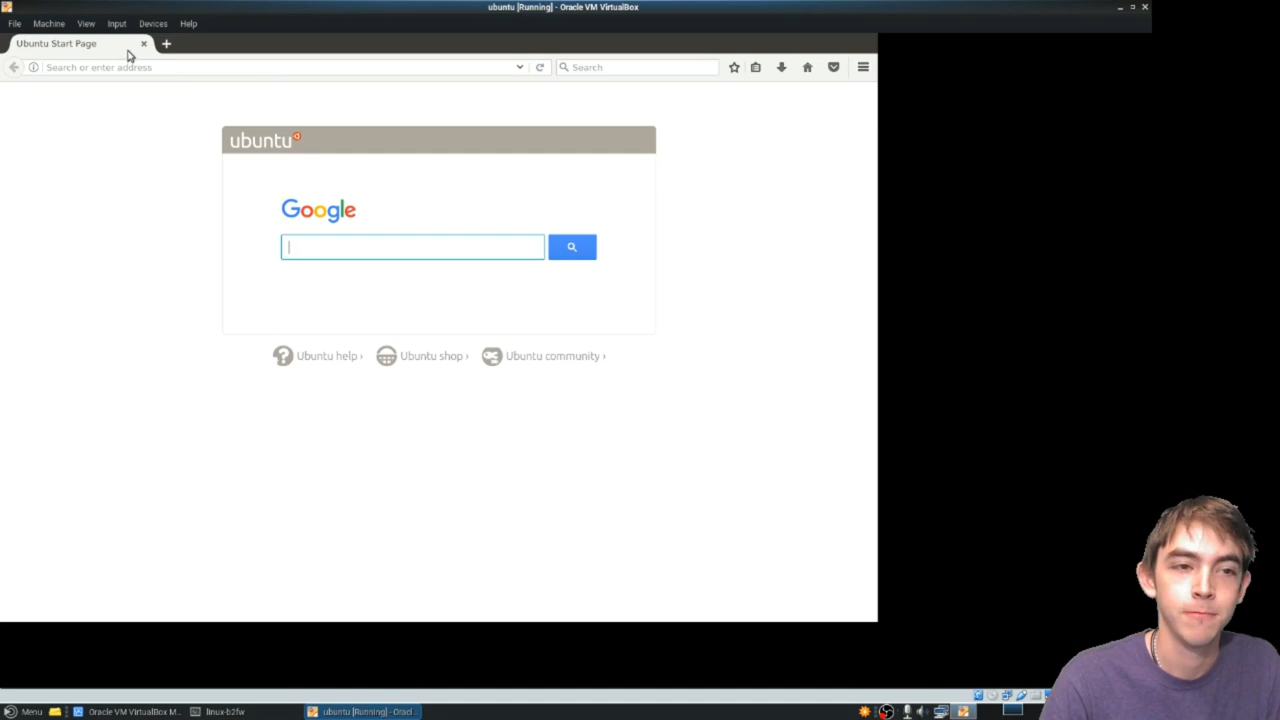 ubuntu [Running] - Oracle VM VirtualBox
File Machine View Input Devices Help
Ubuntu Start Page
Search or enter address
Search
ubuntu
Google
Ubuntu help ›
Ubuntu shop ›
Ubuntu community ›
Menu
Oracle VM VirtualBox M...
linux-b2fw
ubuntu [Running] - Oracl...